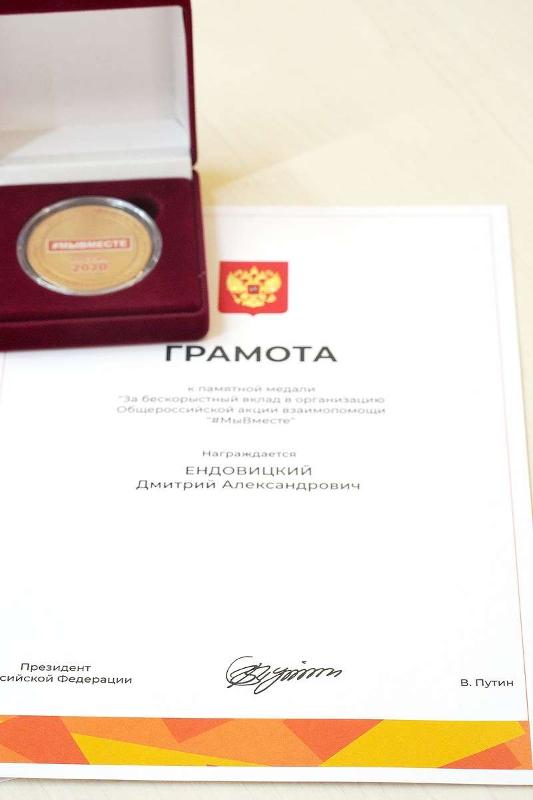 #МЫВМЕСТЕ
2020
ГРАМОТА
к памятной медали
"За бескорыстный вклад в организацию
Общероссийской акции взаимопомощи
"#МыВместе"
Награждается
ЕНДОВИЦКИЙ
Дмитрий Александрович
Президент
сийской Федерации
В. Путин